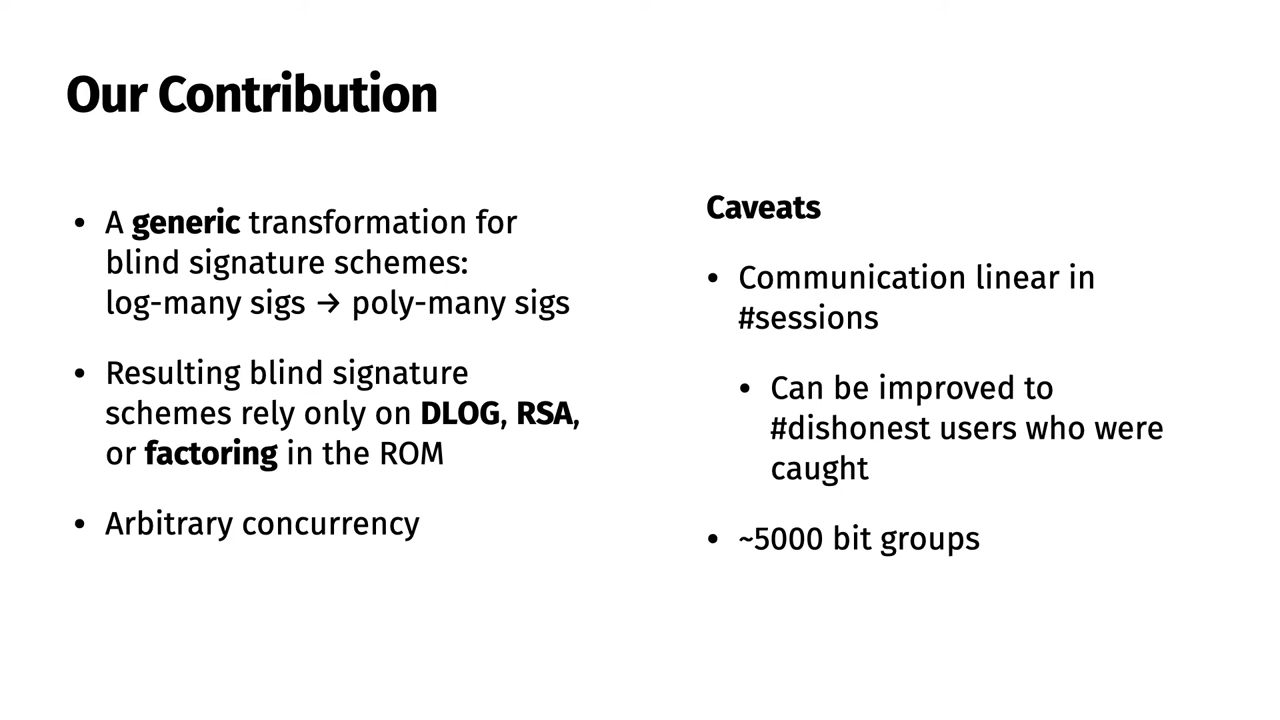 Our Contribution
• A generic transformation for
blind signature schemes:
log-many sigs → poly-many sigs
• Resulting blind signature
schemes rely only on DLOG, RSA,
or factoring in the ROM
• Arbitrary concurrency
Caveats
• Communication linear in
#sessions
• Can be improved to
#dishonest users who were
caught
• ~5000 bit groups